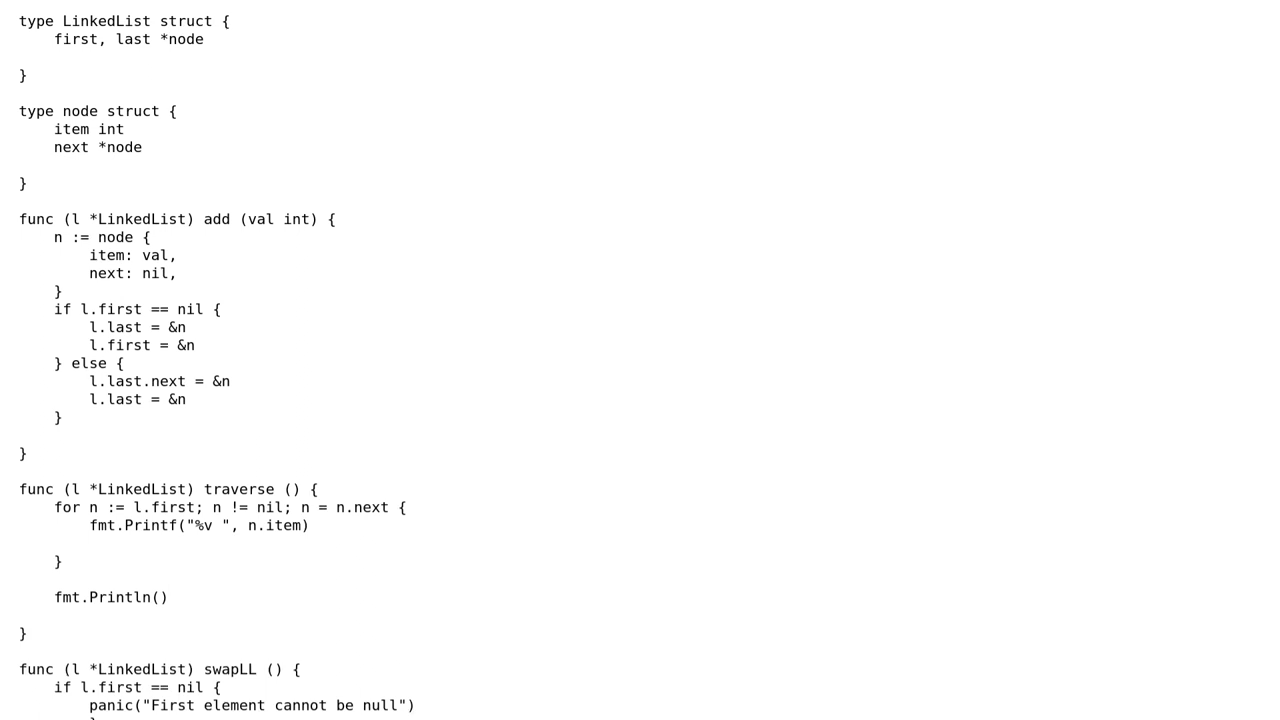 type LinkedList struct {
    first, last *node

}

type node struct {
    item int
    next *node

}

func (l *LinkedList) add (val int) {
    n := node {
        item: val,
        next: nil,
    }
    if l.first == nil {
        l.last = &n
        l.first = &n
    } else {
        l.last.next = &n
        l.last = &n
    }

}

func (l *LinkedList) traverse () {
    for n := l.first; n != nil; n = n.next {
        fmt.Printf("%v ", n.item)

    }

    fmt.Println()

}

func (l *LinkedList) swapLL () {
    if l.first == nil {
        panic("First element cannot be null")
        }